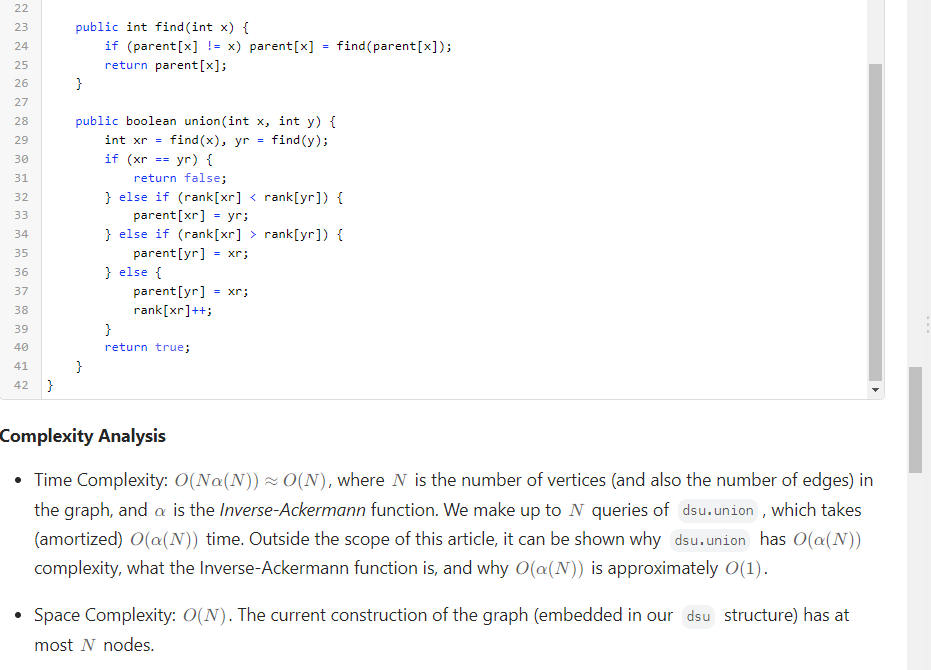 22
23 public int find(int x) {
24 if (parent[x] != x) parent[x] = find(parent[x]);
25 return parent[x];
26 }
27
28 public boolean union(int x, int y) {
29 int xr = find(x), yr = find(y);
30 if (xr == yr) {
31 return false;
32 } else if (rank[xr] < rank[yr]) {
33 parent[xr] = yr;
34 } else if (rank[xr] > rank[yr]) {
35 parent[yr] = xr;
36 } else {
37 parent[yr] = xr;
38 rank[xr]++;
39 }
40 return true;
41 }
42 }
Complexity Analysis
• Time Complexity: O(Nα(N)) ≈ O(N), where N is the number of vertices (and also the number of edges) in
the graph, and α is the Inverse-Ackermann function. We make up to N queries of dsu.union , which takes
(amortized) O(α(N)) time. Outside the scope of this article, it can be shown why dsu.union has O(α(N))
complexity, what the Inverse-Ackermann function is, and why O(α(N)) is approximately O(1).
• Space Complexity: O(N). The current construction of the graph (embedded in our dsu structure) has at
most N nodes.